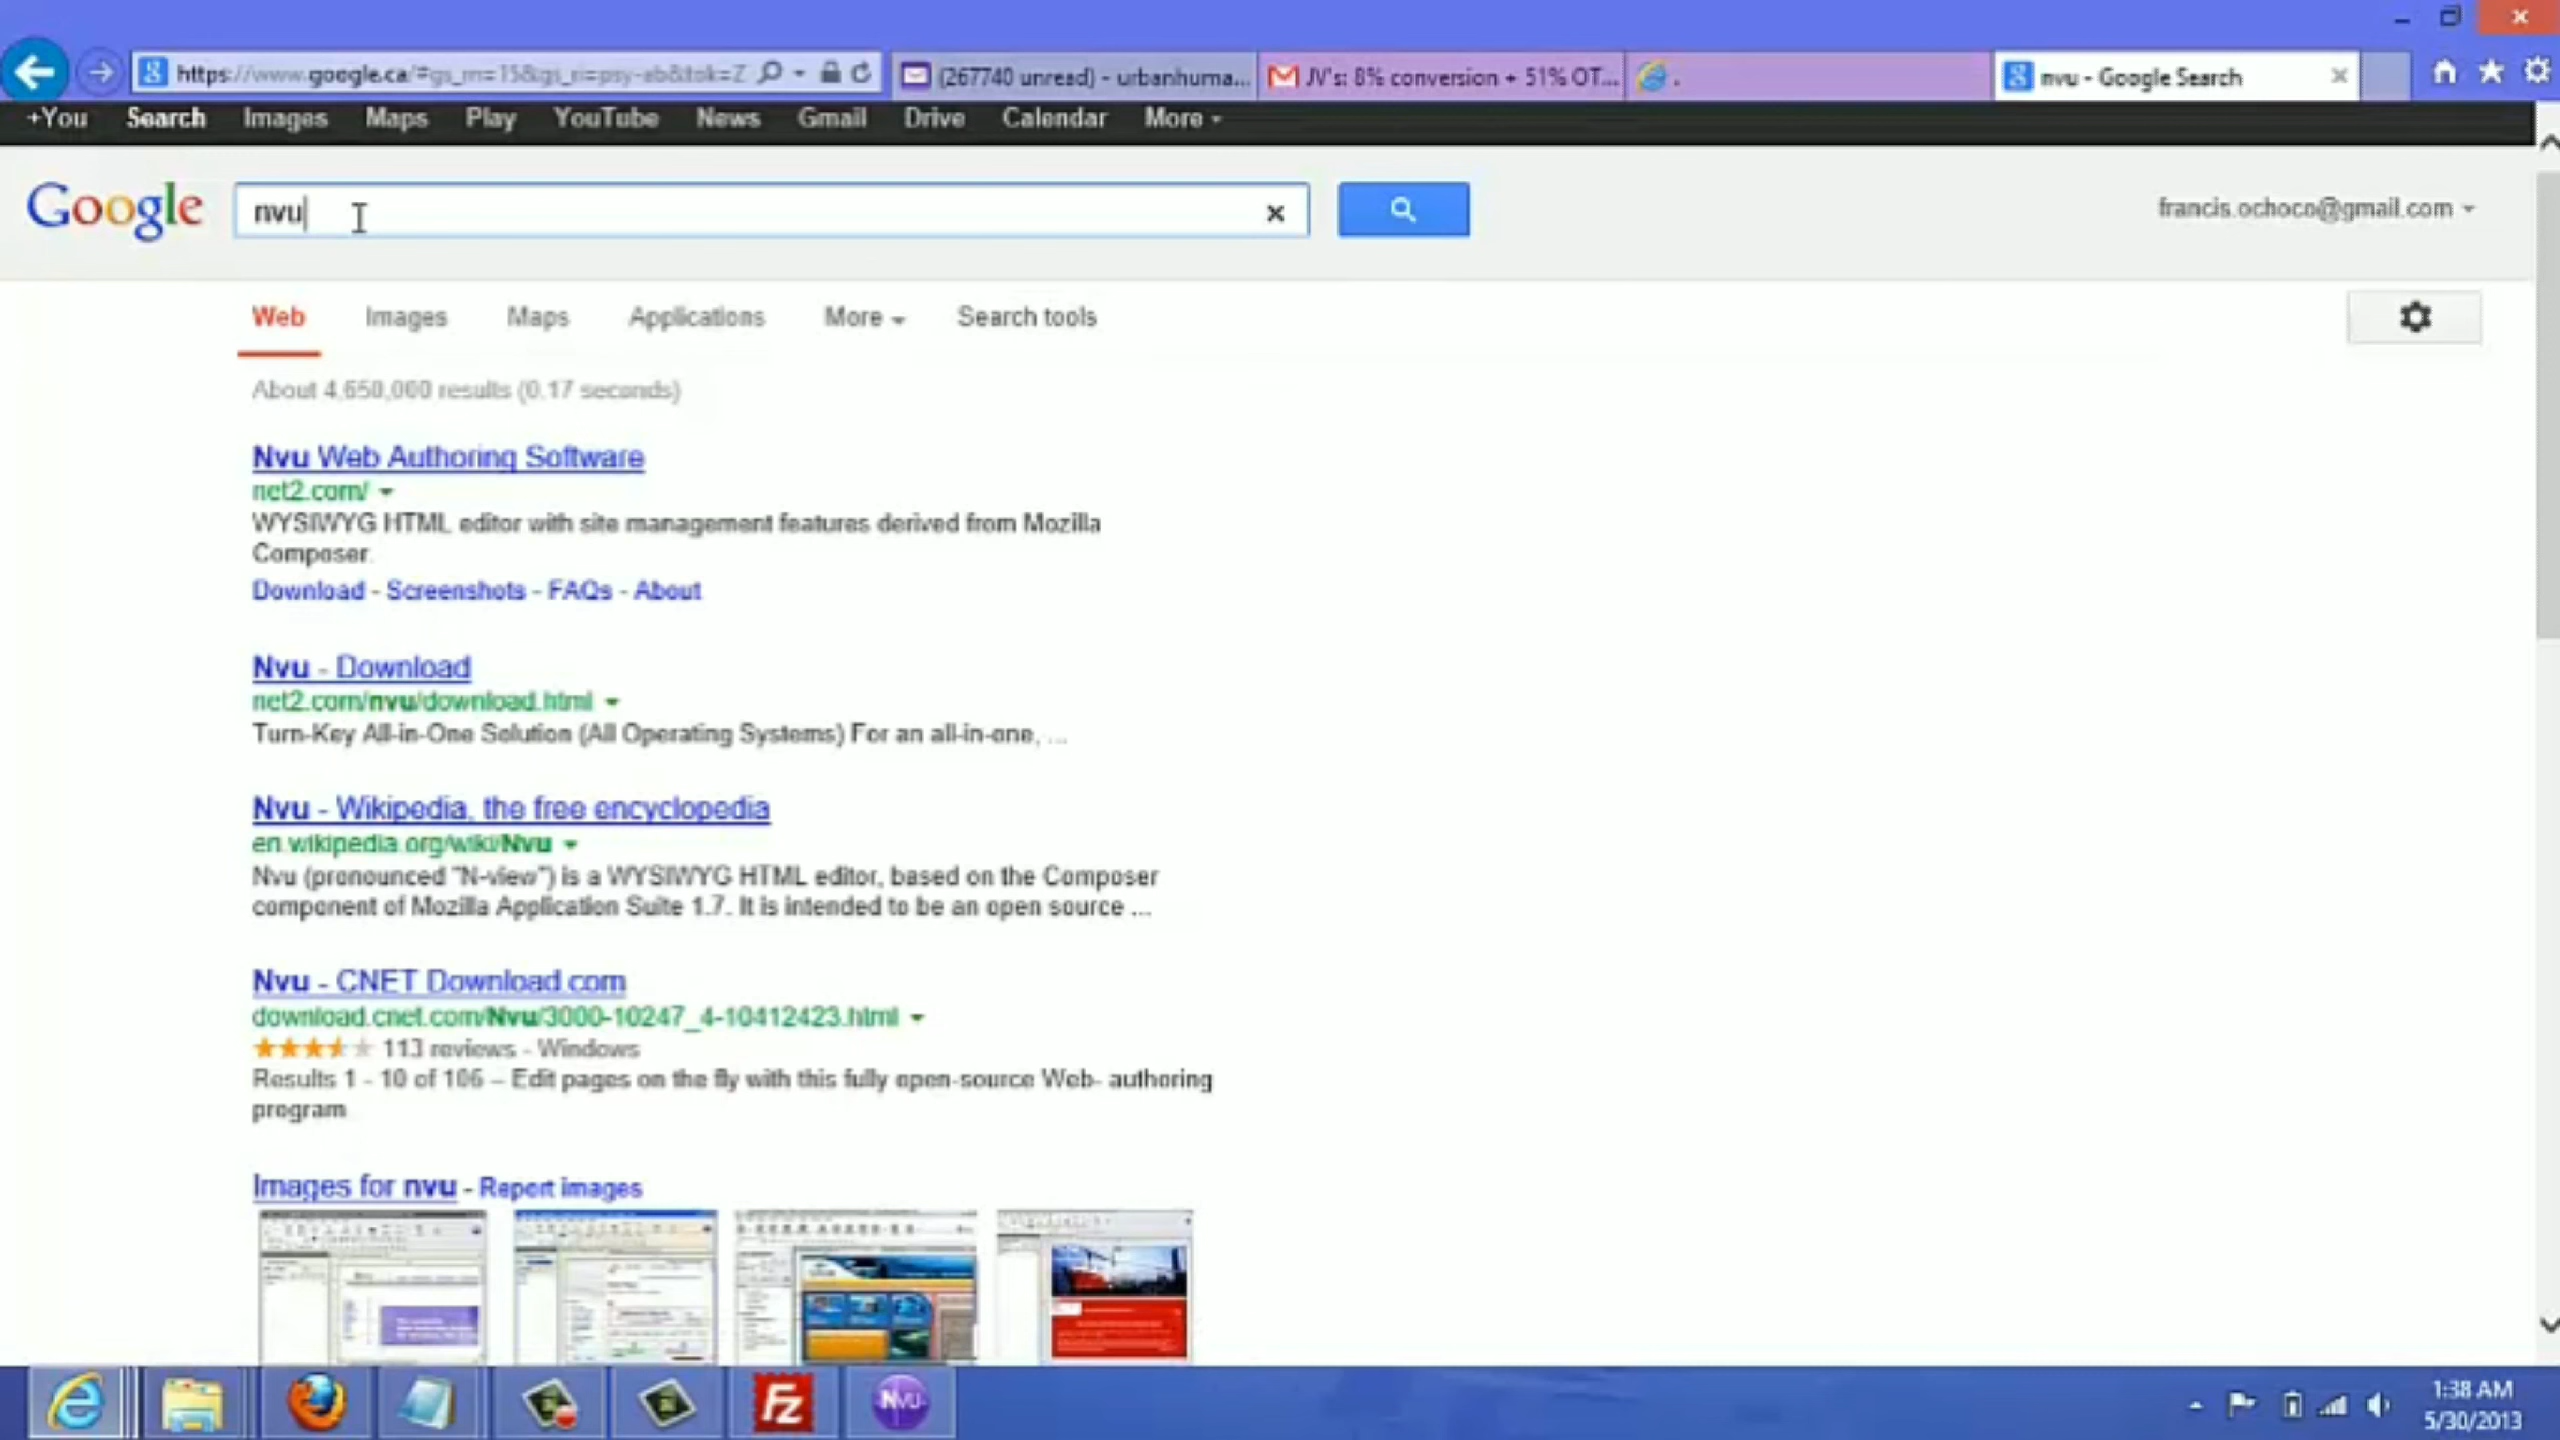 https://www.google.ca/#gs_rn=15&gs_ri=psy-ab&tok=Z
(267740 unread) - urbanhuma...
JV's: 8% conversion + 51% OT...
.
nvu - Google Search
+You Search Images Maps Play YouTube News Gmail Drive Calendar More
Google
nvu
francis.ochoco@gmail.com
Web Images Maps Applications More Search tools
About 4,650,000 results (0.17 seconds)
Nvu Web Authoring Software
net2.com/
WYSIWYG HTML editor with site management features derived from Mozilla
Composer.
Download - Screenshots - FAQs - About
Nvu - Download
net2.com/nvu/download.html
Turn-Key All-in-One Solution (All Operating Systems) For an all-in-one, ...
Nvu - Wikipedia, the free encyclopedia
en.wikipedia.org/wiki/Nvu
Nvu (pronounced "N-view") is a WYSIWYG HTML editor, based on the Composer
component of Mozilla Application Suite 1.7. It is intended to be an open source ...
Nvu - CNET Download.com
download.cnet.com/Nvu/3000-10247_4-10412423.html
113 reviews - Windows
Results 1 - 10 of 106 – Edit pages on the fly with this fully open-source Web- authoring
program
Images for nvu - Report images
Fz
NVU
1:38 AM
5/30/2013